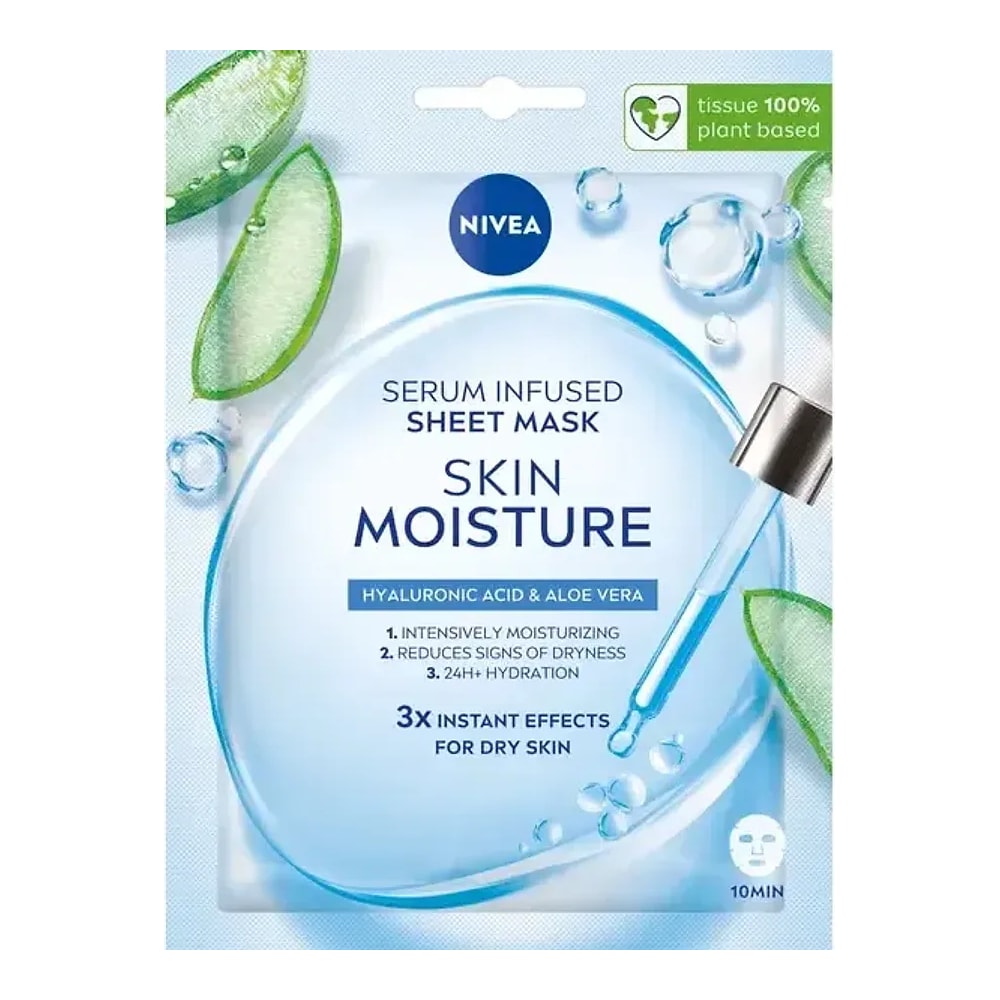 tissue 100%
plant based
NIVEA
SERUM INFUSED
SHEET MASK
SKIN
MOISTURE
HYALURONIC ACID & ALOE VERA
1. INTENSIVELY MOISTURIZING
2. REDUCES SIGNS OF DRYNESS
3. 24H+ HYDRATION
3x INSTANT EFFECTS
FOR DRY SKIN
10MIN